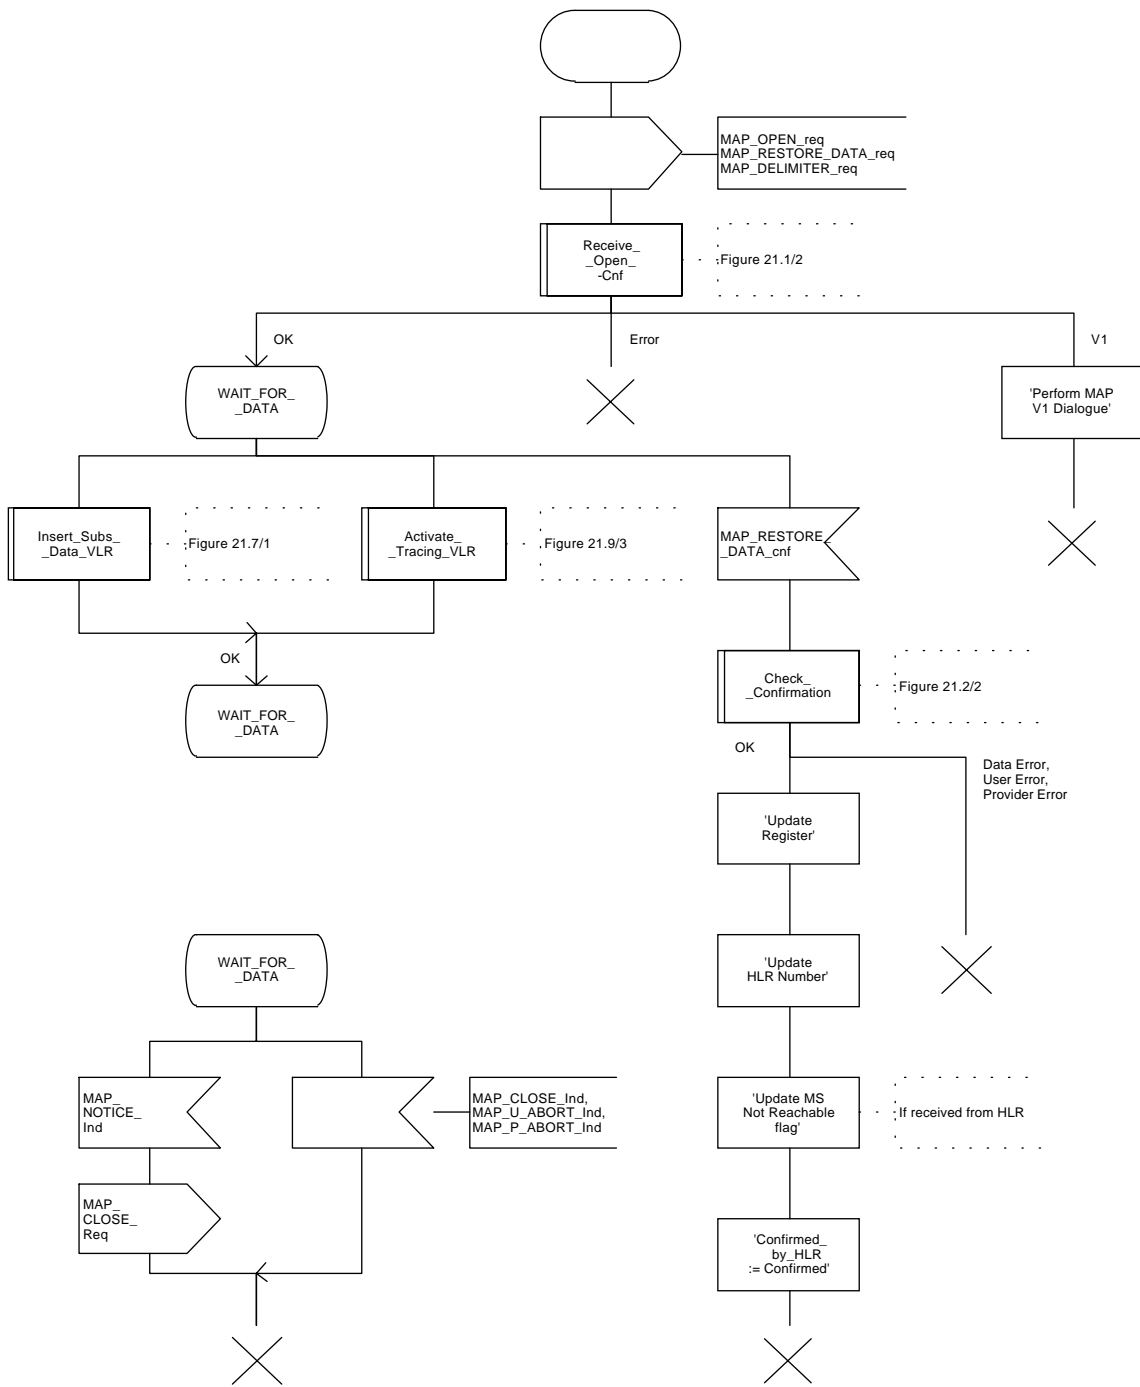 MAP_OPEN_req
MAP_RESTORE_DATA_req
MAP_DELIMITER_req
Receive_
_Open_
-Cnf
Figure 21.1/2
OK
Error
V1
WAIT_FOR_
_DATA
'Perform MAP
V1 Dialogue'
Insert_Subs_
_Data_VLR
Figure 21.7/1
Activate_
_Tracing_VLR
Figure 21.9/3
MAP_RESTORE_
_DATA_cnf
OK
WAIT_FOR_
_DATA
Check_
_Confirmation
Figure 21.2/2
OK
Data Error,
User Error,
Provider Error
'Update
Register'
WAIT_FOR_
_DATA
'Update
HLR Number'
MAP_
NOTICE_
Ind
MAP_CLOSE_Ind,
MAP_U_ABORT_Ind,
MAP_P_ABORT_Ind
'Update MS
Not Reachable
flag'
If received from HLR
MAP_
CLOSE_
Req
'Confirmed_
by_HLR
:= Confirmed'